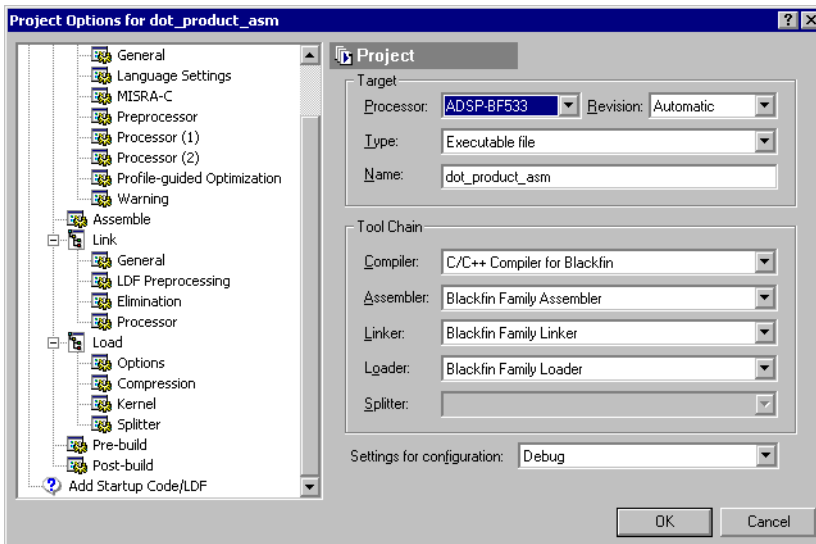 Project Options for dot_product_asm
General
Language Settings
MISRA-C
Preprocessor
Processor (1)
Processor (2)
Profile-guided Optimization
Warning
Assemble
Link
General
LDF Preprocessing
Elimination
Processor
Load
Options
Compression
Kernel
Splitter
Pre-build
Post-build
Add Startup Code/LDF
Project
Target
Processor: ADSP-BF533 Revision: Automatic
Type: Executable file
Name: dot_product_asm
Tool Chain
Compiler: C/C++ Compiler for Blackfin
Assembler: Blackfin Family Assembler
Linker: Blackfin Family Linker
Loader: Blackfin Family Loader
Splitter:
Settings for configuration: Debug
OK Cancel